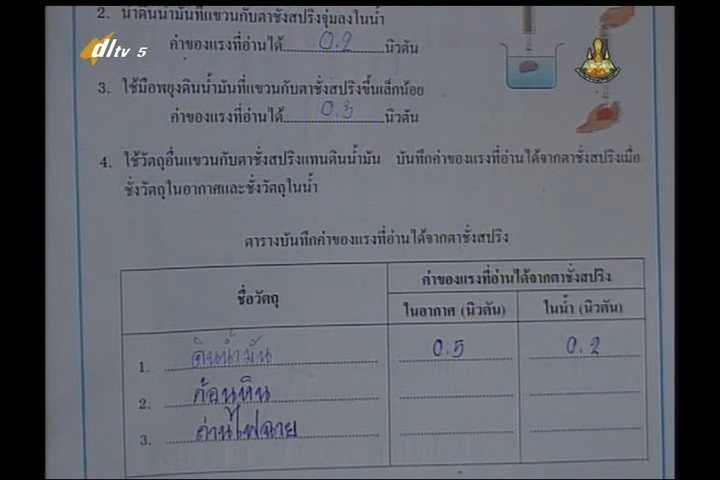 2. นำดินน้ำมันที่แขวนกับตาชั่งสปริงจุ่มลงในน้ำ
dltv 5
ค่าของแรงที่อ่านได้ 0.2 นิวตัน
3. ใช้มือพยุงดินน้ำมันที่แขวนกับตาชั่งสปริงขึ้นเล็กน้อย
ค่าของแรงที่อ่านได้ 0.3 นิวตัน
4. ใช้วัตถุอื่นแขวนกับตาชั่งสปริงแทนดินน้ำมัน บันทึกค่าของแรงที่อ่านได้จากตาชั่งสปริงเมื่อ
ชั่งวัตถุในอากาศและชั่งวัตถุในน้ำ
ตารางบันทึกค่าของแรงที่อ่านได้จากตาชั่งสปริง
ชื่อวัตถุ
ค่าของแรงที่อ่านได้จากตาชั่งสปริง
ในอากาศ (นิวตัน) ในน้ำ (นิวตัน)
1. ดินน้ำมัน 0.5 0.2
2. ก้อนหิน
3. ถ่านไฟฉาย